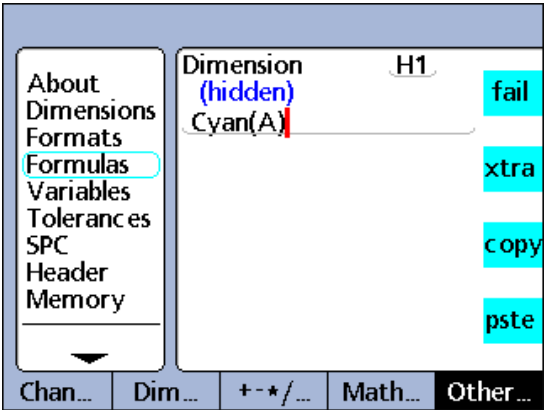 About
Dimensions
Formats
Formulas
Variables
Tolerances
SPC
Header
Memory
Dimension H1
(hidden)
Cyan(A)
fail
xtra
copy
pste
Chan... Dim... +-*/... Math... Other...